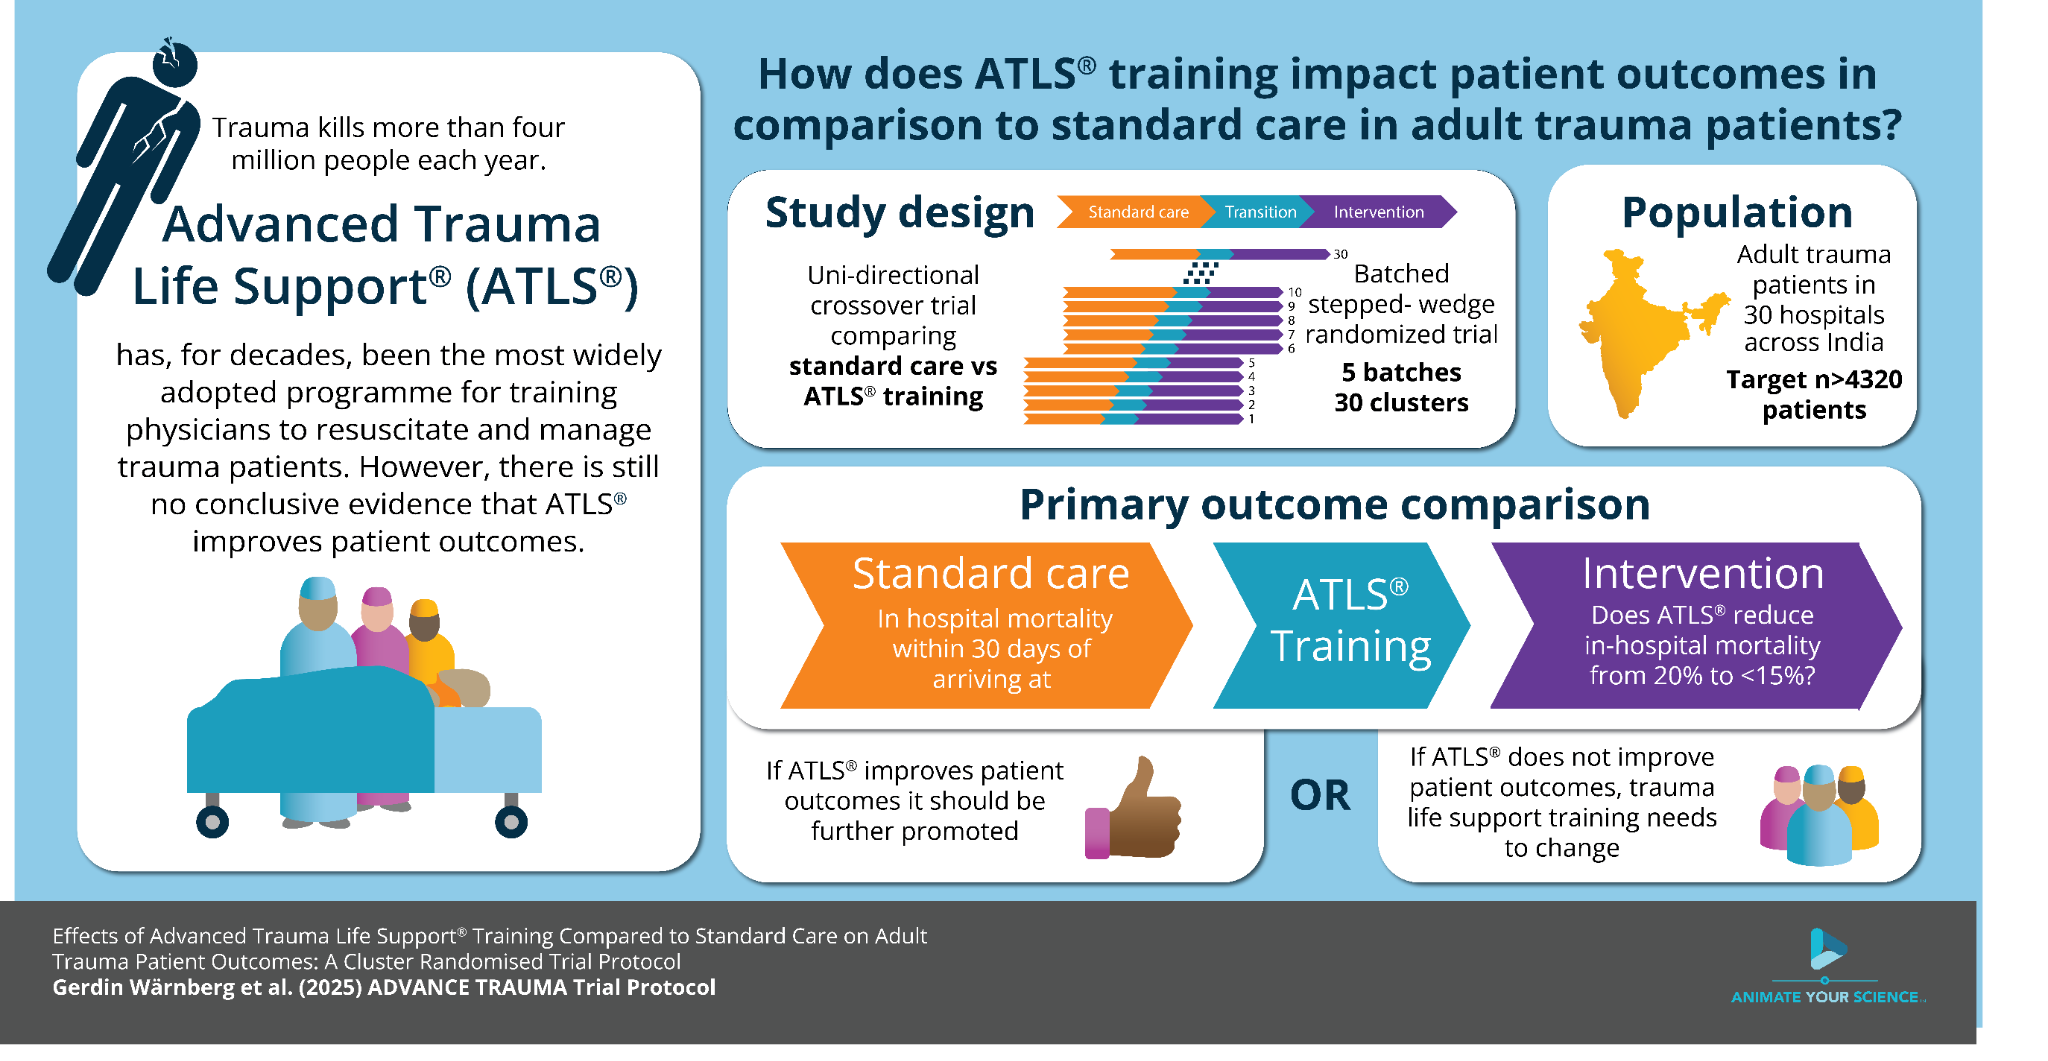 Trauma kills more than four
million people each year.
Advanced Trauma
Life Support® (ATLS®)
has, for decades, been the most widely
adopted programme for training
physicians to resuscitate and manage
trauma patients. However, there is still
no conclusive evidence that ATLS®
improves patient outcomes.
How does ATLS® training impact patient outcomes in
comparison to standard care in adult trauma patients?
Study design
Standard care
Transition
Intervention
Uni-directional
crossover trial
comparing
standard care vs
ATLS® training
30
10
9
8
7
6
5
4
3
2
1
Batched
stepped- wedge
randomized trial
5 batches
30 clusters
Population
Adult trauma
patients in
30 hospitals
across India
Target n>4320
patients
Primary outcome comparison
Standard care
In hospital mortality
within 30 days of
arriving at
ATLS®
Training
Intervention
Does ATLS® reduce
in-hospital mortality
from 20% to <15%?
If ATLS® improves patient
outcomes it should be
further promoted
OR
If ATLS® does not improve
patient outcomes, trauma
life support training needs
to change
Effects of Advanced Trauma Life Support® Training Compared to Standard Care on Adult
Trauma Patient Outcomes: A Cluster Randomised Trial Protocol
Gerdin Wärnberg et al. (2025) ADVANCE TRAUMA Trial Protocol
ANIMATE YOUR SCIENCE